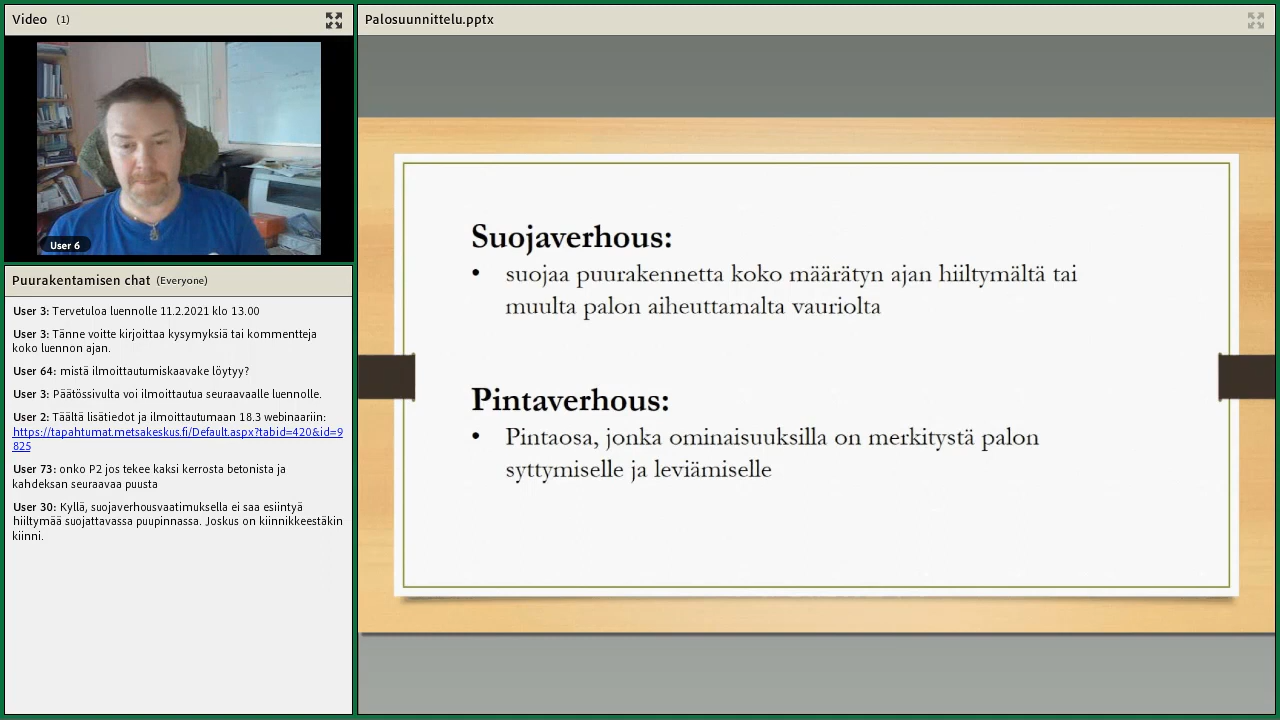 Video (1)
User 6
Puurakentamisen chat (Everyone)
User 3: Tervetuloa luennolle 11.2.2021 klo 13.00
User 3: Tänne voitte kirjoittaa kysymyksiä tai kommentteja
koko luennon ajan.
User 64: mistä ilmoittautumiskaavake löytyy?
User 3: Päätössivulta voi ilmoittautua seuraavaalle luennolle.
User 2: Täältä lisätiedot ja ilmoittautumaan 18.3 webinaariin:
https://tapahtumat.metsakeskus.fi/Default.aspx?tabid=420&id=9
825
User 73: onko P2 jos tekee kaksi kerrosta betonista ja
kahdeksan seuraavaa puusta
User 30: Kyllä, suojaverhousvaatimuksella ei saa esiintyä
hiiltymää suojattavassa puupinnassa. Joskus on kiinnikkeestäkin
kiinni.
Palosuunnittelu.pptx
Suojaverhous:
• suojaa puurakennetta koko määrätyn ajan hiiltymältä tai
muulta palon aiheuttamalta vauriolta
Pintaverhous:
• Pintaosa, jonka ominaisuuksilla on merkitystä palon
syttymiselle ja leviämiselle